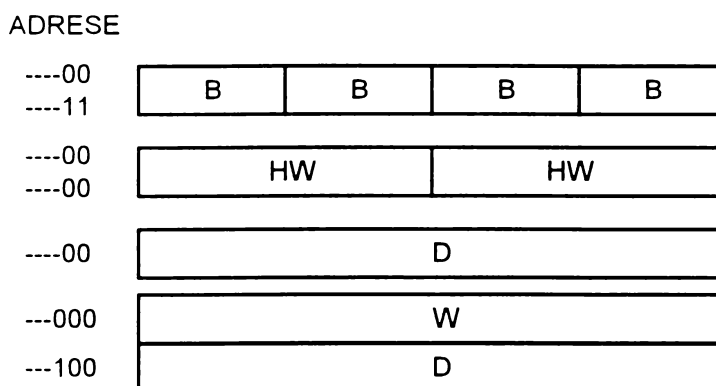 ADRESE
----00
----11 B B B B
----00
----00 HW HW
----00 D
---000 W
---100 D